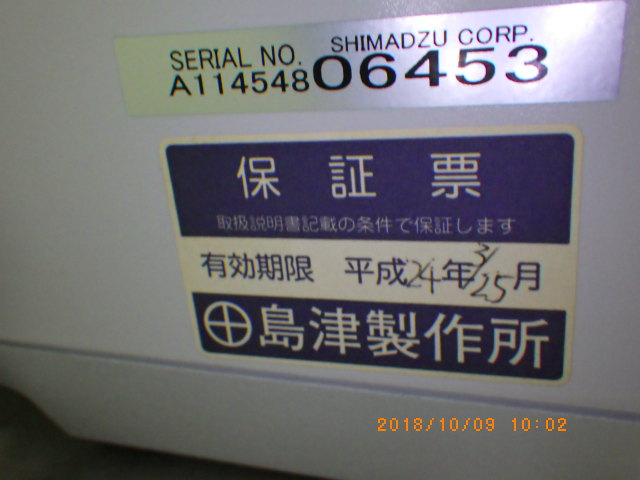 SHIMADZU CORP.
SERIAL NO.
A11454806453
保証票
取扱説明書記載の条件で保証します
有効期限 平成24年3/25月
島津製作所
2018/10/09 10:02